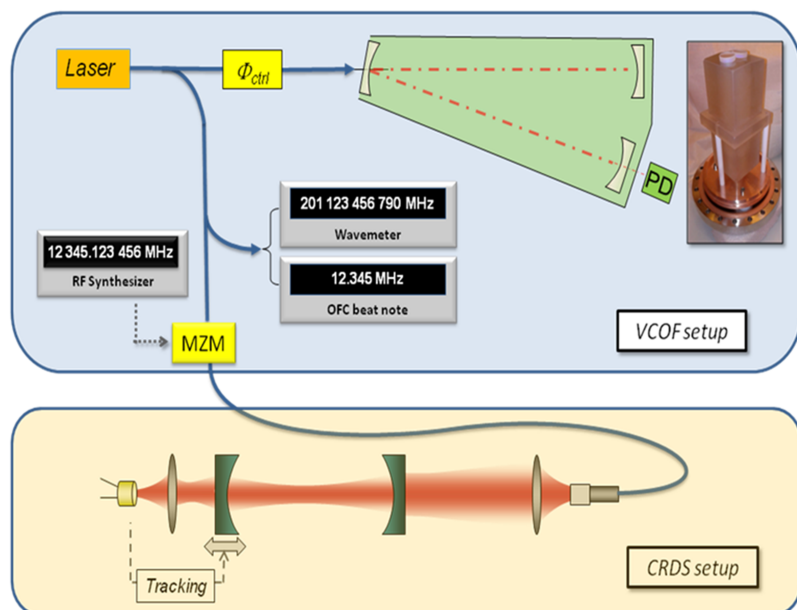 Laser
Φctrl
PD
201 123 456 790 MHz
Wavemeter
12 345.123 456 MHz
RF Synthesizer
12.345 MHz
OFC beat note
MZM
VCOF setup
Tracking
CRDS setup